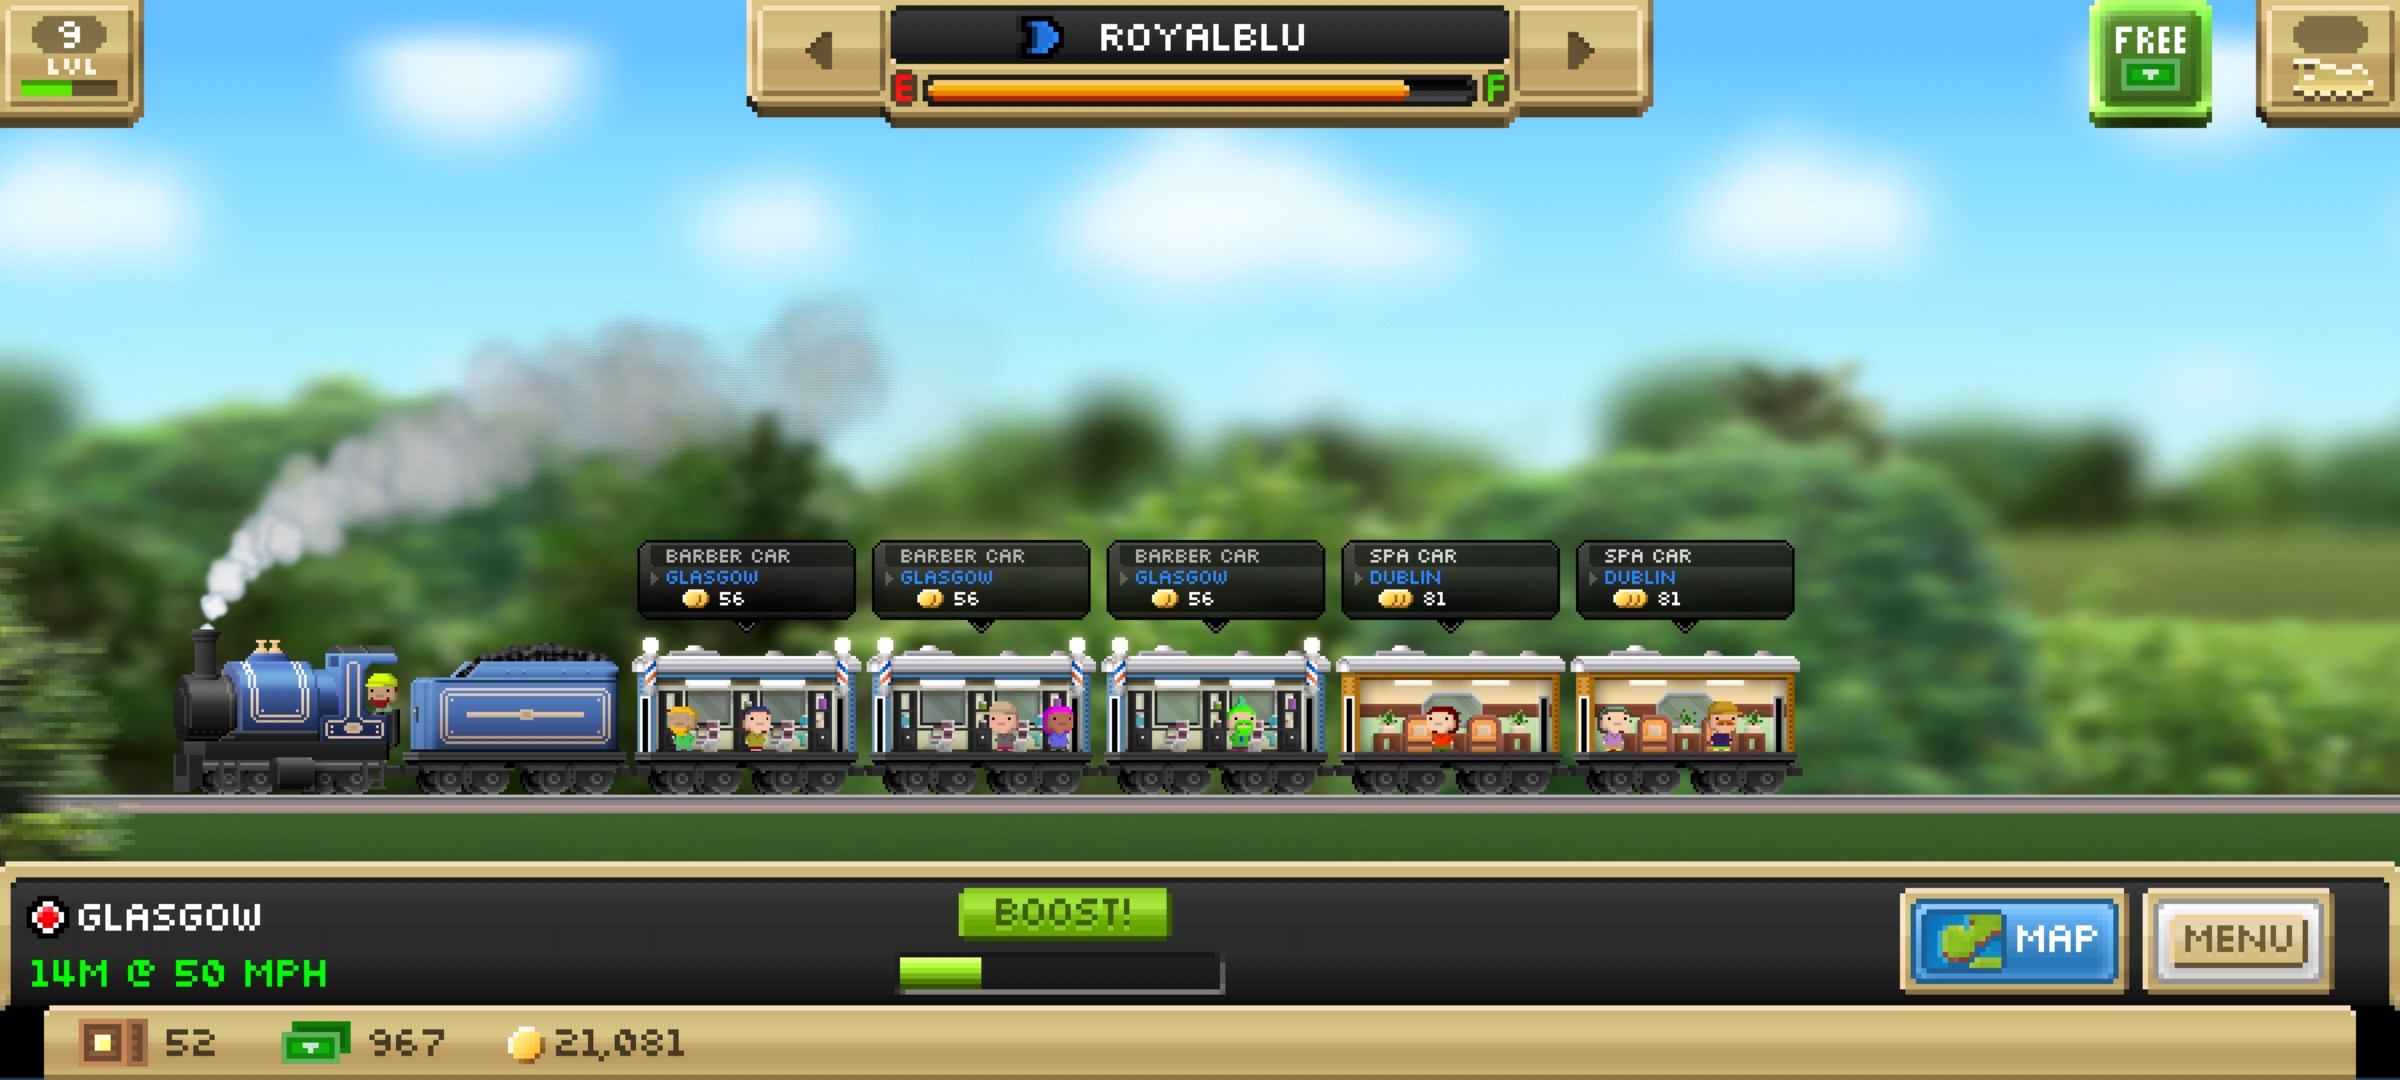 9
LVL
ROYALBLU
E F
FREE
BARBER CAR
GLASGOW
56
BARBER CAR
GLASGOW
56
BARBER CAR
GLASGOW
56
SPA CAR
DUBLIN
81
SPA CAR
DUBLIN
81
GLASGOW
14M @ 50 MPH
BOOST!
MAP
MENU
52
967
21,081